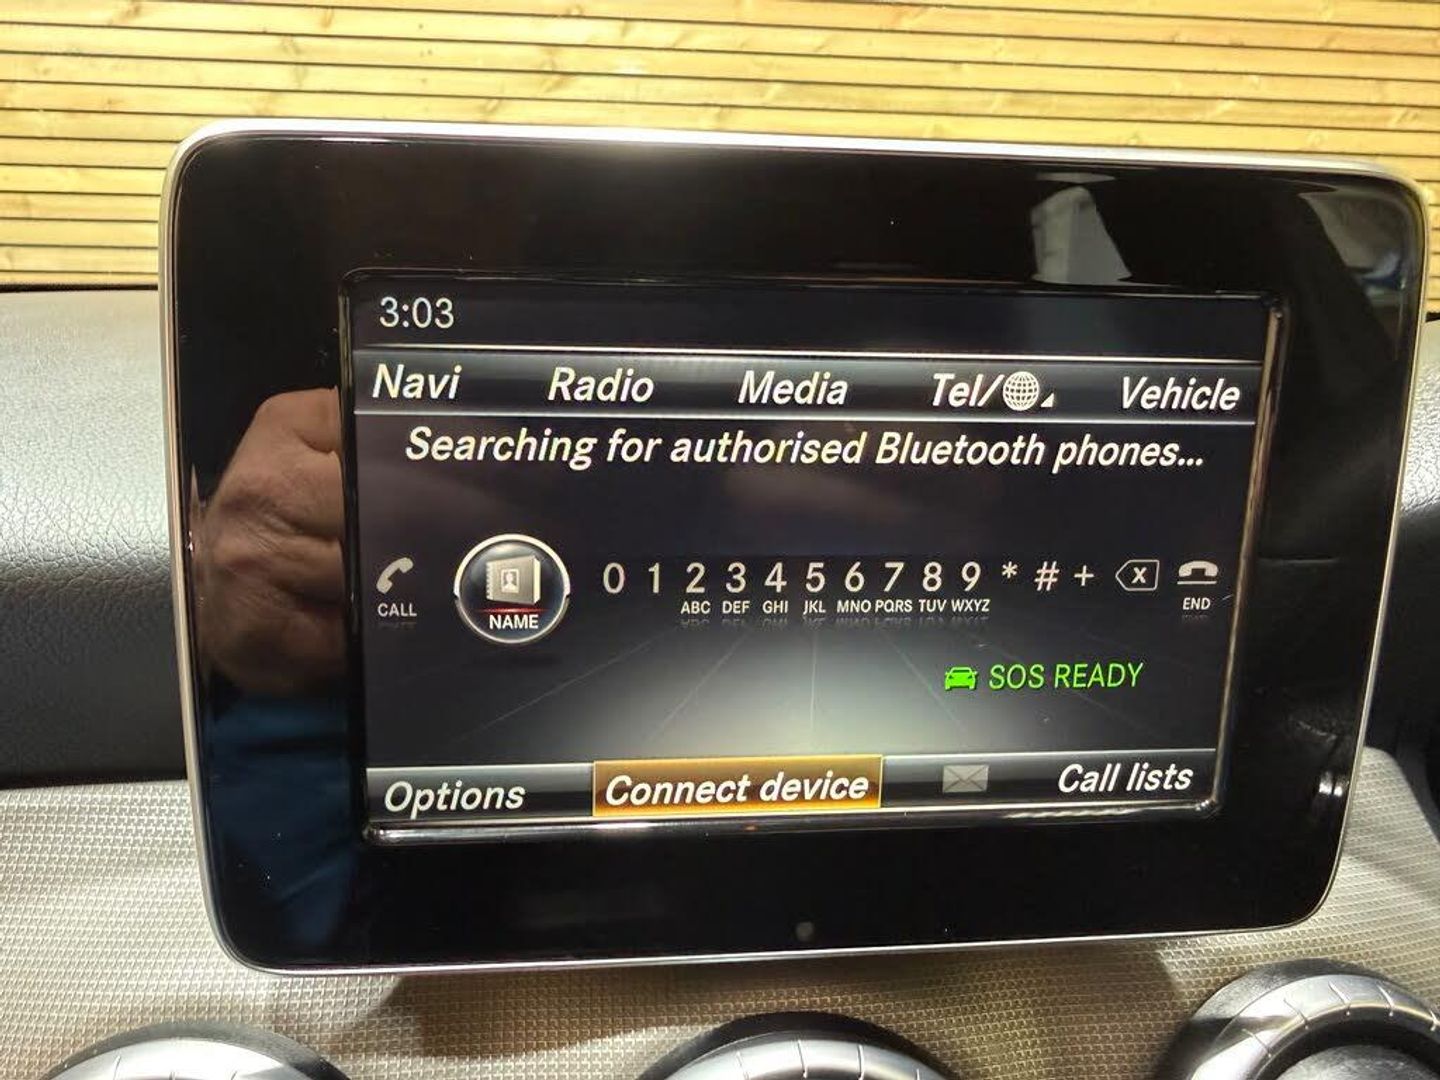 3:03
Navi Radio Media Tel/ Vehicle
Searching for authorised Bluetooth phones...
CALL NAME 0 1 2 3 4 5 6 7 8 9 * # + x END
ABC DEF GHI JKL MNO PQRS TUV WXYZ
SOS READY
Options Connect device Call lists